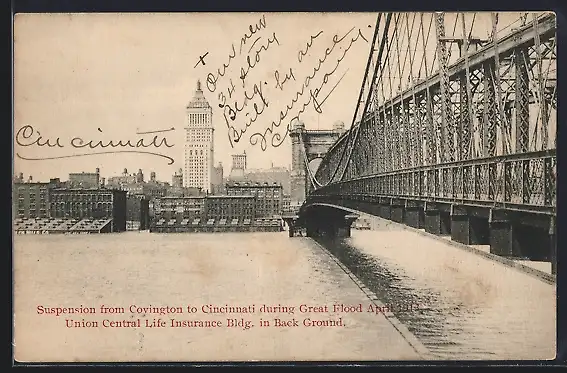 Cincinnati
x Our new
34 story
Bldg.
Built by an
Insurance
Company.
Suspension from Covington to Cincinnati during Great Flood April
Union Central Life Insurance Bldg. in Back Ground.